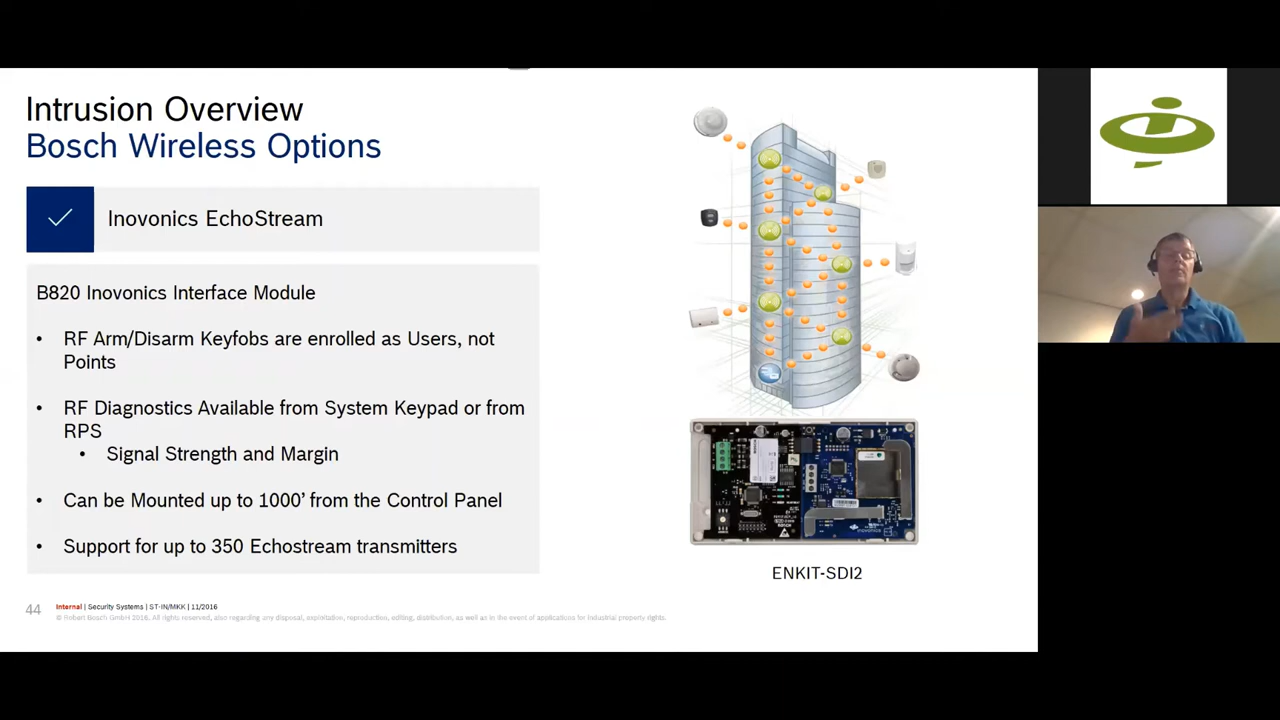 Intrusion Overview
Bosch Wireless Options
Inovonics EchoStream
B820 Inovonics Interface Module
• RF Arm/Disarm Keyfobs are enrolled as Users, not
Points
• RF Diagnostics Available from System Keypad or from
RPS
• Signal Strength and Margin
• Can be Mounted up to 1000’ from the Control Panel
• Support for up to 350 Echostream transmitters
ENKIT-SDI2
44
Internal | Security Systems | ST-IN/MKK | 11/2016
© Robert Bosch GmbH 2016. All rights reserved, also regarding any disposal, exploitation, reproduction, editing, distribution, as well as in the event of applications for industrial property rights.